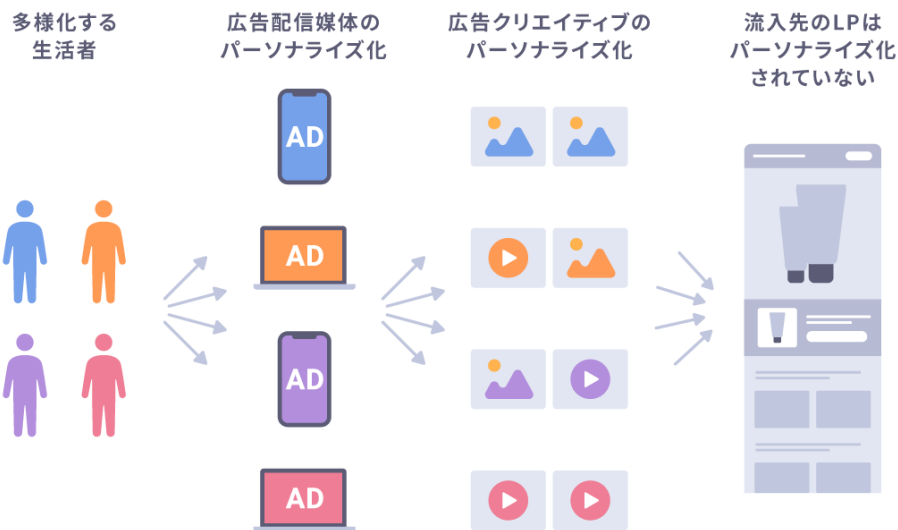 多様化する
生活者
広告配信媒体の
パーソナライズ化
広告クリエイティブの
パーソナライズ化
流入先のLPは
パーソナライズ化
されていない
AD
AD
AD
AD